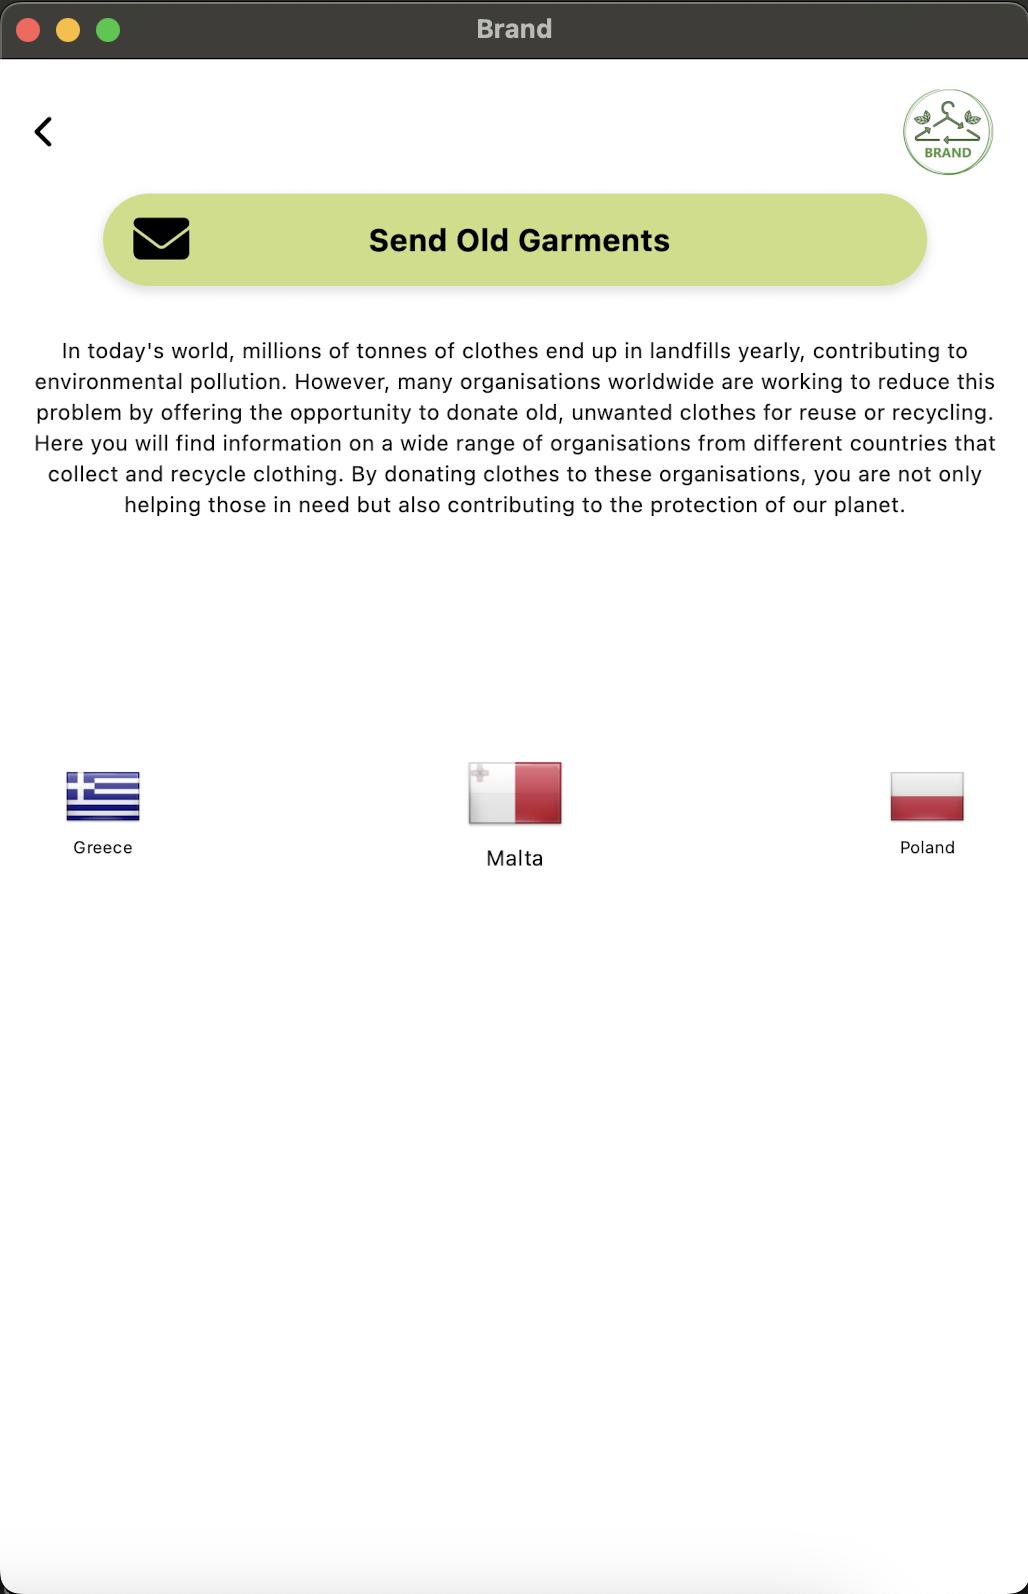 Brand
BRAND
Send Old Garments
In today's world, millions of tonnes of clothes end up in landfills yearly, contributing to
environmental pollution. However, many organisations worldwide are working to reduce this
problem by offering the opportunity to donate old, unwanted clothes for reuse or recycling.
Here you will find information on a wide range of organisations from different countries that
collect and recycle clothing. By donating clothes to these organisations, you are not only
helping those in need but also contributing to the protection of our planet.
Greece
Malta
Poland